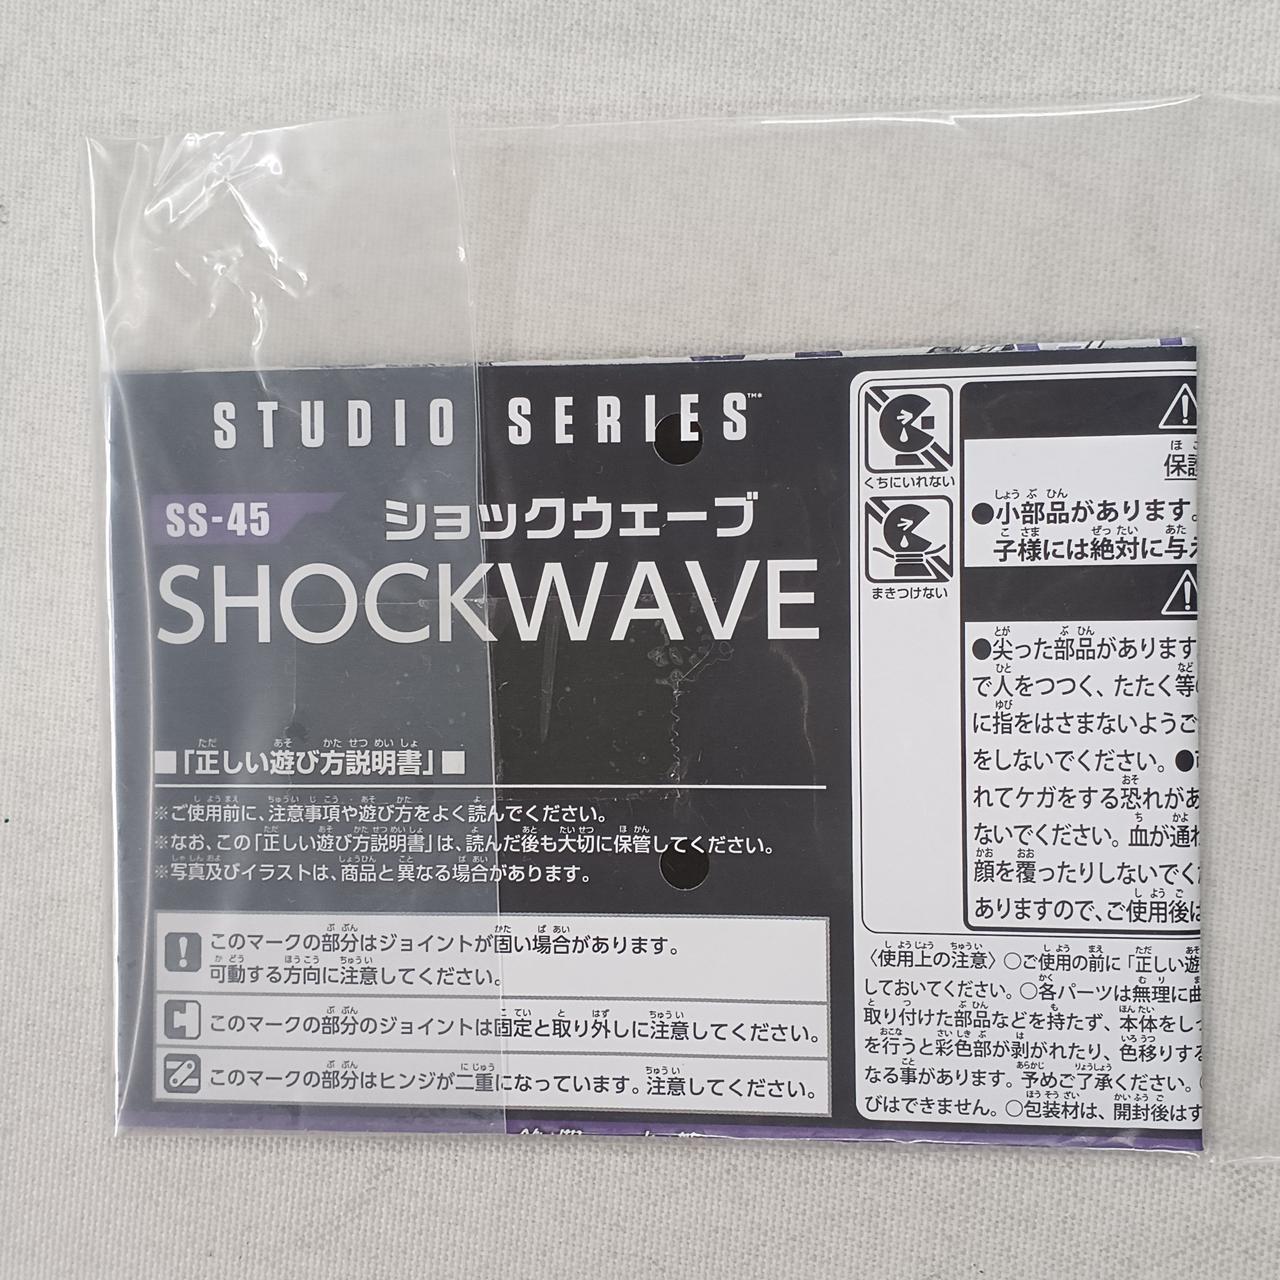 STUDIO SERIES™*
SS-45
ショックウェーブ
SHOCKWAVE
■「正しい遊び方説明書」■
※ご使用前に、注意事項や遊び方をよく読んでください。
※なお、この「正しい遊び方説明書」は、読んだ後も大切に保管してください。
※写真及びイラストは、商品と異なる場合があります。
このマークの部分はジョイントが固い場合があります。
可動する方向に注意してください。
このマークの部分のジョイントは固定と取り外しに注意してください。
このマークの部分はヒンジが二重になっています。注意してください。
くちにいれない
まきつけない
●小部品があります。
子様には絶対に与
●尖った部品があります
で人をつつく、たたく等
に指をはさまないようご
をしないでください。●
れてケガをする恐れがあ
ないでください。血が通
顔を覆ったりしないでく
ありますので、ご使用後は
〈使用上の注意〉○ご使用の前に「正しい遊
しておいてください。○各パーツは無理に曲
取り付けた部品などを持たず、本体をしっ
を行うと彩色部が剥がれたり、色移りする
なる事があります。予めご了承ください。
びはできません。○包装材は、開封後はす